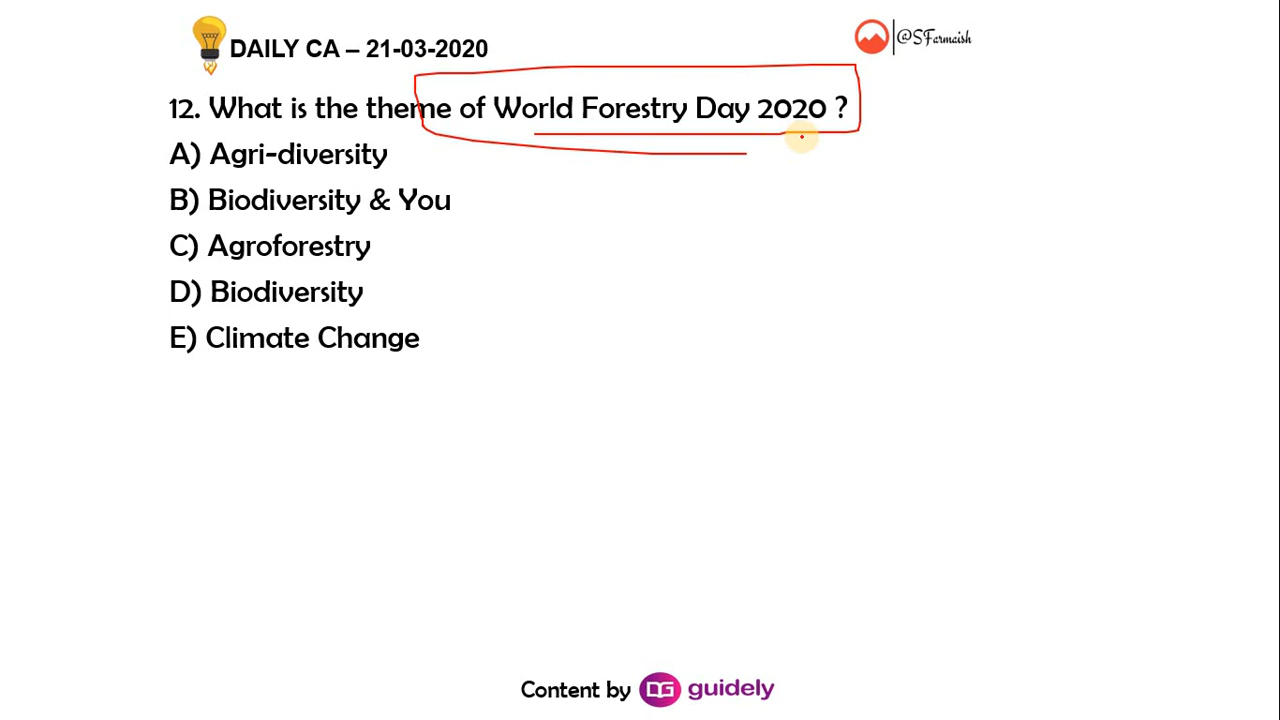 DAILY CA – 21-03-2020
@SFarmaish
12. What is the theme of World Forestry Day 2020 ?
A) Agri-diversity
B) Biodiversity & You
C) Agroforestry
D) Biodiversity
E) Climate Change
Content by DG guidely